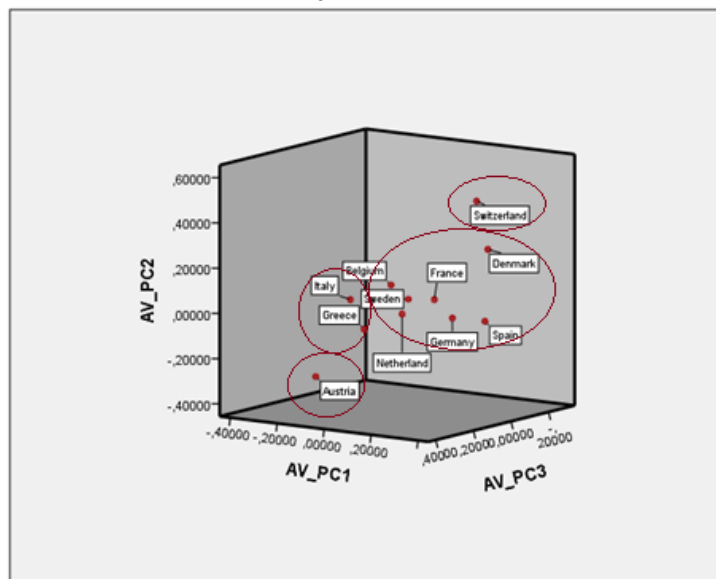 ,60000
Switzerland
,40000
Denmark
,20000
Belgium
France
Italy
Sweden
,00000
Greece
Spain
Germany
Netherland
-,20000
Austria
-,40000
-,40000 -,20000 ,00000 ,20000
,40000 ,20000 ,00000 -, 20000
AV_PC2
AV_PC1
AV_PC3